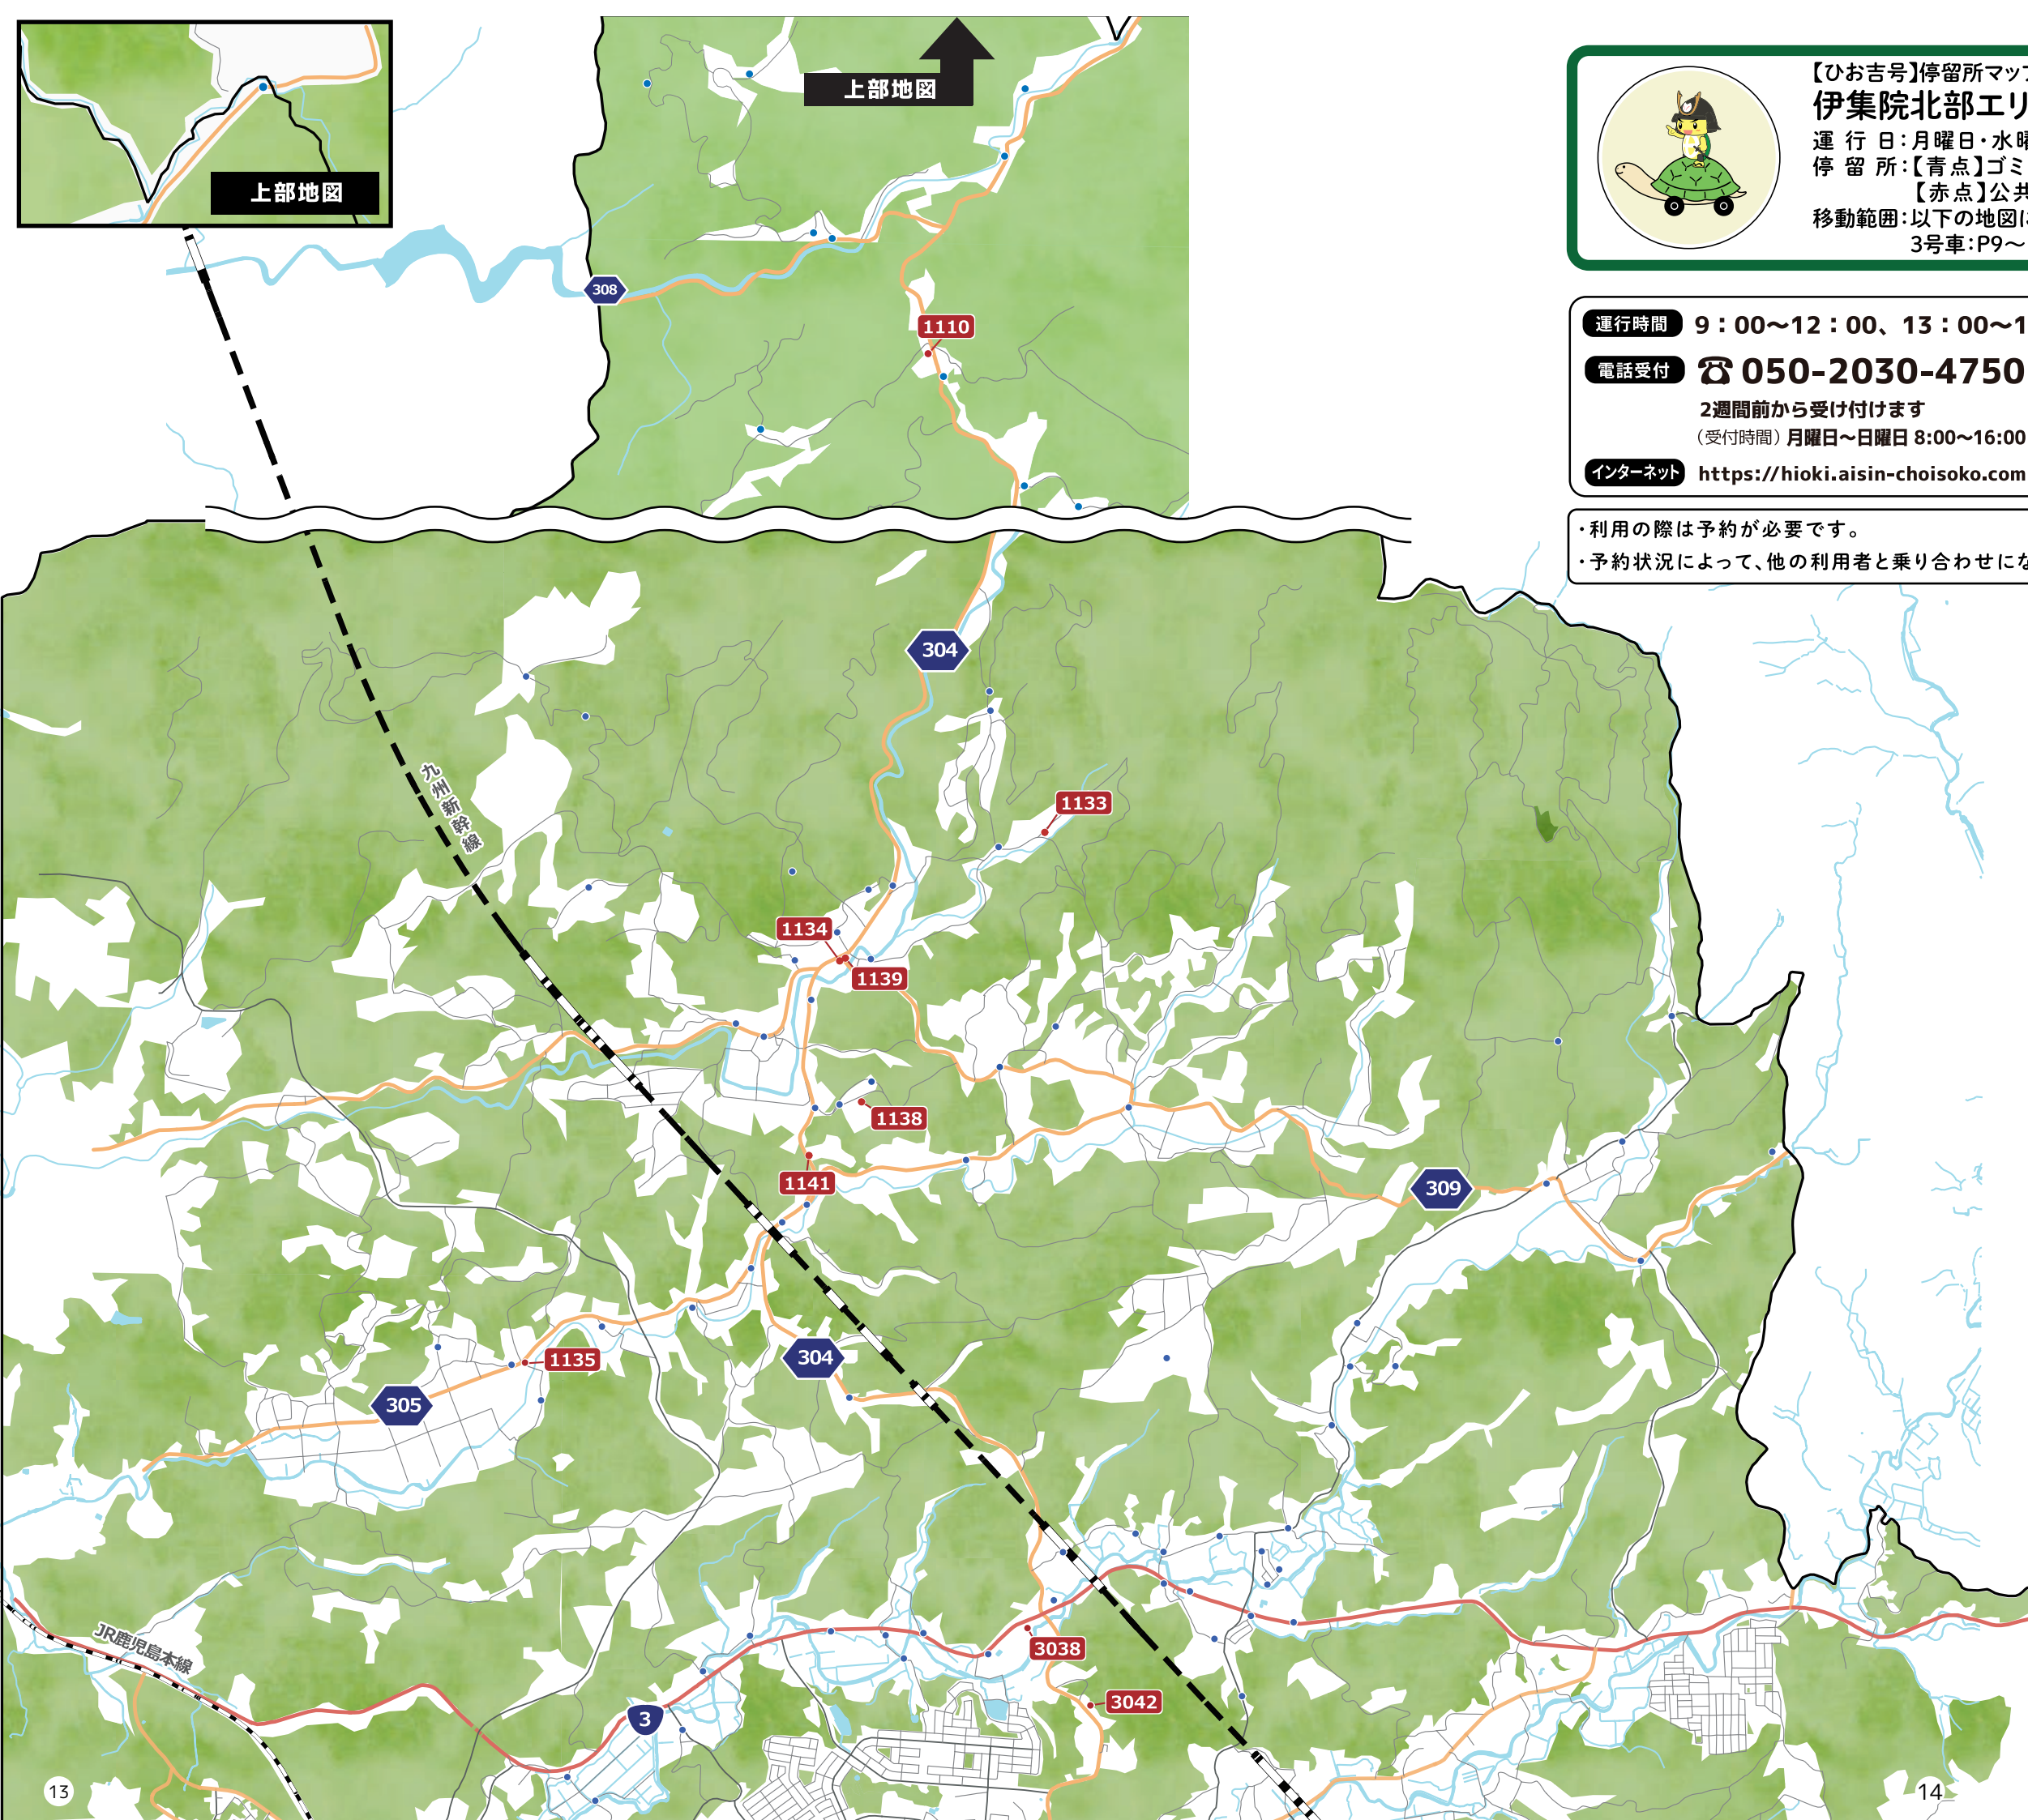 上部地図
上部地図
【ひお吉号】停留所マップ
伊集院北部エリ
運 行 日：月曜日・水曜
停 留 所：【青点】ゴミ
【赤点】公共
移動範囲：以下の地図に
3号車：P9〜
308
1110
運行時間 9：00〜12：00、13：00〜1
電話受付 ☎050-2030-4750
2週間前から受け付けます
（受付時間）月曜日〜日曜日 8:00〜16:00
インターネット https://hioki.aisin-choisoko.com
・利用の際は予約が必要です。
・予約状況によって、他の利用者と乗り合わせにな
304
九州新幹線
1133
1134
1139
1138
1141
309
1135
304
305
JR鹿児島本線
3038
3042
3
13
14